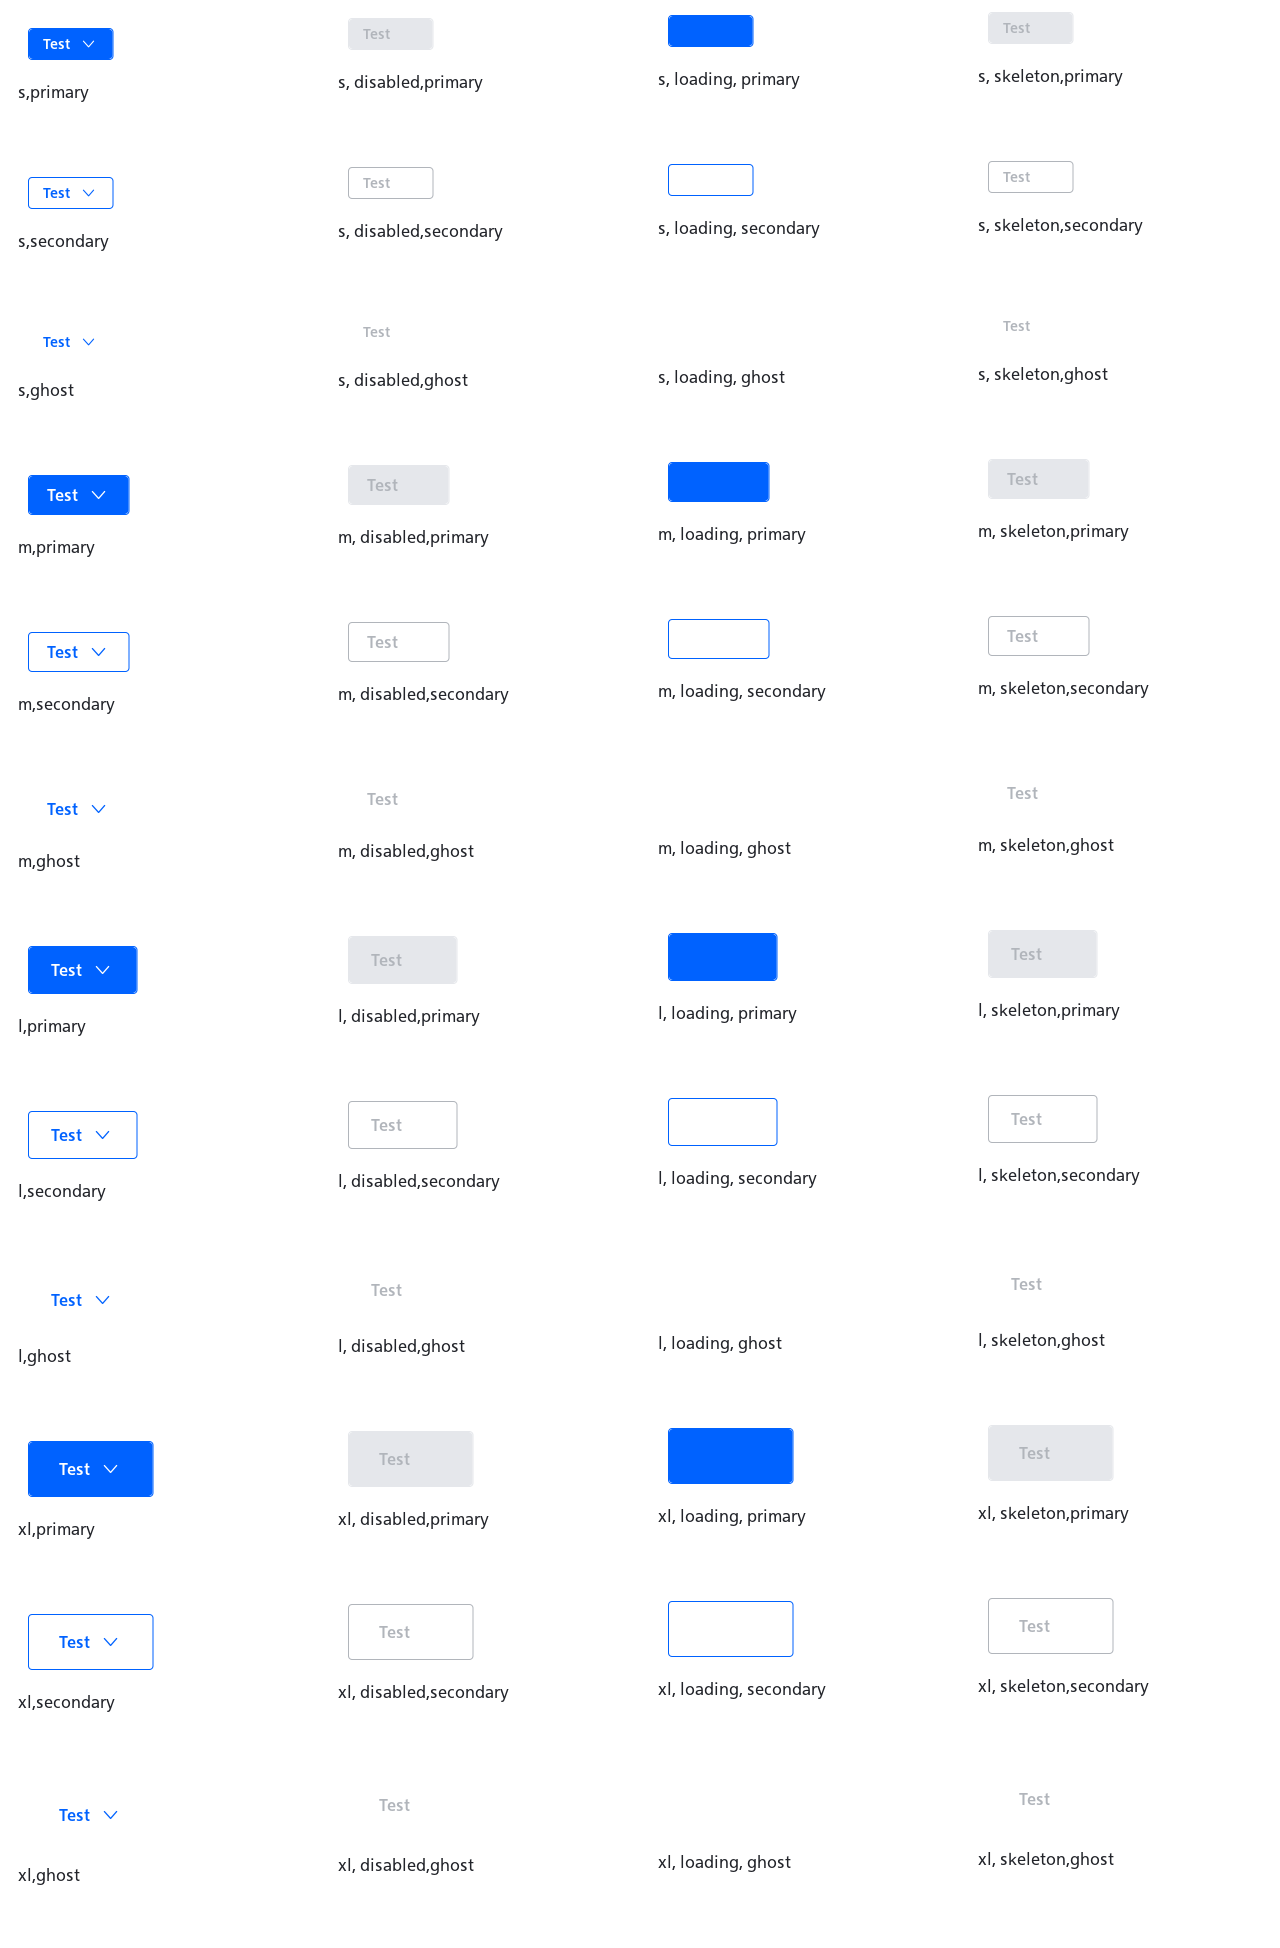 Test
Test
Test
s,primary
s, disabled,primary
s, loading, primary
s, skeleton,primary
Test
Test
Test
s,secondary
s, disabled,secondary
s, loading, secondary
s, skeleton,secondary
Test
Test
Test
s,ghost
s, disabled,ghost
s, loading, ghost
s, skeleton,ghost
Test
Test
Test
m,primary
m, disabled,primary
m, loading, primary
m, skeleton,primary
Test
Test
Test
m,secondary
m, disabled,secondary
m, loading, secondary
m, skeleton,secondary
Test
Test
Test
m,ghost
m, disabled,ghost
m, loading, ghost
m, skeleton,ghost
Test
Test
Test
l,primary
l, disabled,primary
l, loading, primary
l, skeleton,primary
Test
Test
Test
l,secondary
l, disabled,secondary
l, loading, secondary
l, skeleton,secondary
Test
Test
Test
l,ghost
l, disabled,ghost
l, loading, ghost
l, skeleton,ghost
Test
Test
Test
xl,primary
xl, disabled,primary
xl, loading, primary
xl, skeleton,primary
Test
Test
Test
xl,secondary
xl, disabled,secondary
xl, loading, secondary
xl, skeleton,secondary
Test
Test
Test
xl,ghost
xl, disabled,ghost
xl, loading, ghost
xl, skeleton,ghost